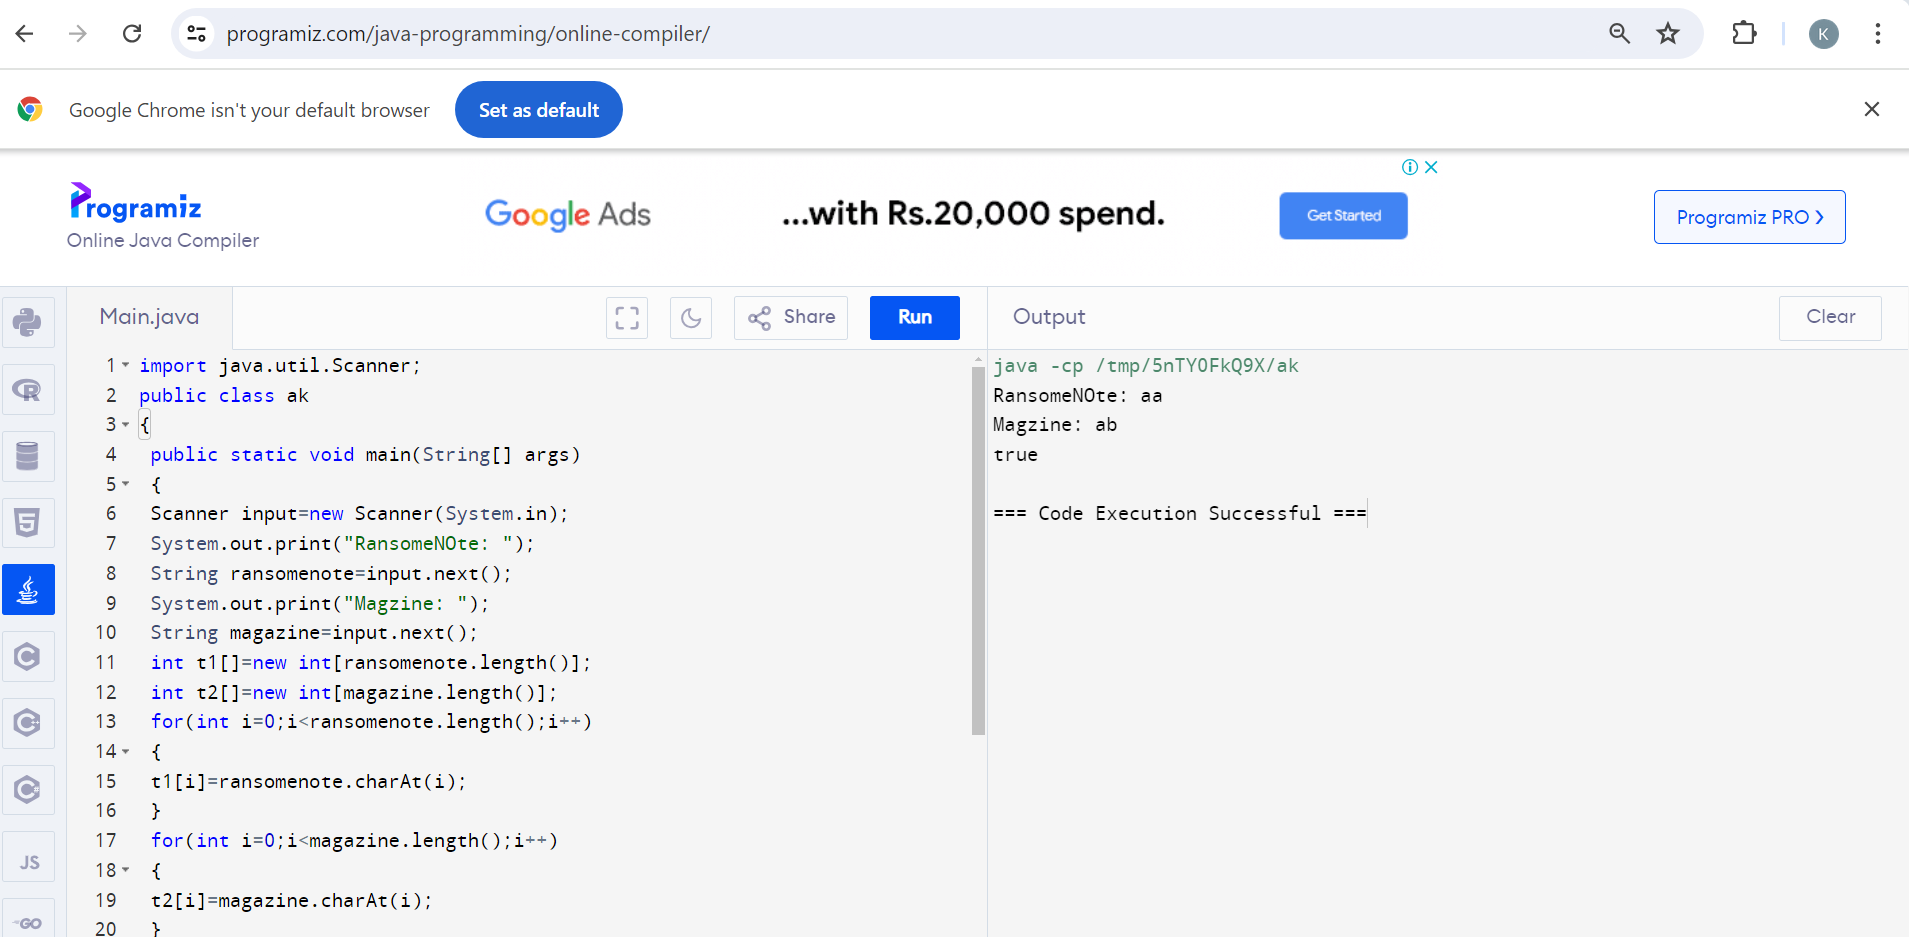 programiz.com/java-programming/online-compiler/
K
Google Chrome isn't your default browser
Set as default
Programiz
Online Java Compiler
Google Ads
...with Rs.20,000 spend.
Get Started
Programiz PRO
Main.java
Share
Run
Output
Clear
1 import java.util.Scanner;
2 public class ak
3 {
4 public static void main(String[] args)
5 {
6 Scanner input=new Scanner(System.in);
7 System.out.print("RansomeNOte: ");
8 String ransomenote=input.next();
9 System.out.print("Magzine: ");
10 String magazine=input.next();
11 int t1[]=new int[ransomenote.length()];
12 int t2[]=new int[magazine.length()];
13 for(int i=0;i<ransomenote.length();i++)
14 {
15 t1[i]=ransomenote.charAt(i);
16 }
17 for(int i=0;i<magazine.length();i++)
18 {
19 t2[i]=magazine.charAt(i);
20 }
java -cp /tmp/5nTY0FkQ9X/ak
RansomeNOte: aa
Magzine: ab
true
=== Code Execution Successful ===
R
5
C
C++
C#
JS
GO